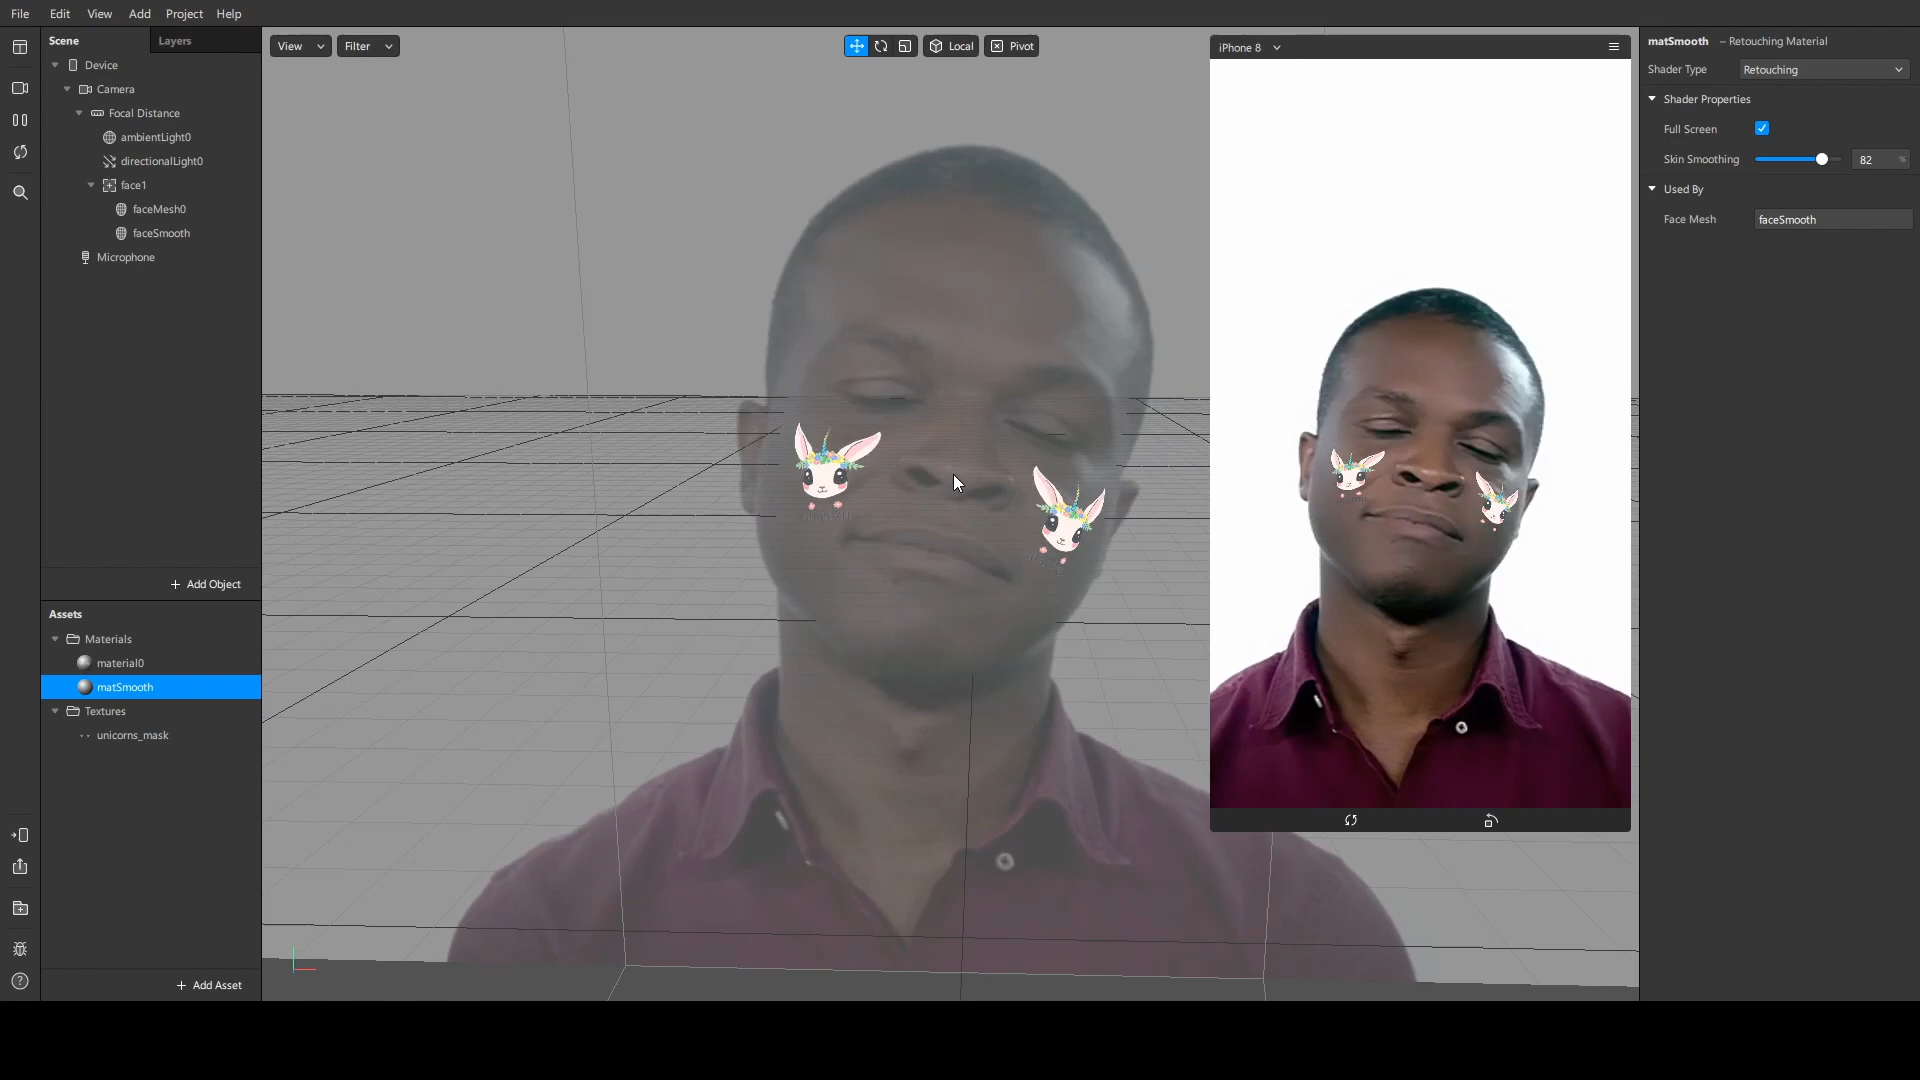 File Edit View Add Project Help
Scene Layers
Device
Camera
Focal Distance
ambientLight0
directionalLight0
face1
faceMesh0
faceSmooth
Microphone
+ Add Object
Assets
Materials
material0
matSmooth
Textures
unicorns_mask
+ Add Asset
View Filter
Local Pivot
iPhone 8
matSmooth – Retouching Material
Shader Type Retouching
Shader Properties
Full Screen
Skin Smoothing 82 %
Used By
Face Mesh faceSmooth